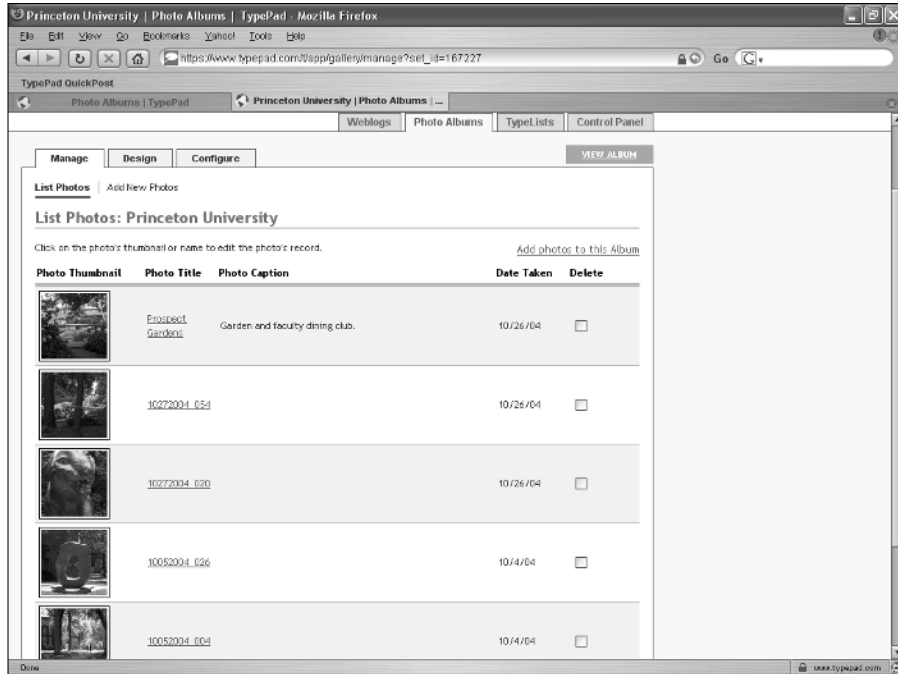 Princeton University | Photo Albums | TypePad - Mozilla Firefox
File Edit View Go Bookmarks Yahoo! Tools Help
https://www.typepad.com/t/app/gallery/manage?set_id=167227 Go
TypePad QuickPost
Photo Albums | TypePad Princeton University | Photo Albums | ...
Weblogs Photo Albums TypeLists Control Panel
Manage Design Configure VIEW ALBUM
List Photos | Add New Photos
List Photos: Princeton University
Click on the photo's thumbnail or name to edit the photo's record. Add photos to this Album
Photo Thumbnail Photo Title Photo Caption Date Taken Delete
Prospect
Gardens Garden and faculty dining club. 10/26/04
10272004_054 10/26/04
10272004_020 10/26/04
10052004_026 10/4/04
10052004_004 10/4/04
Done www.typepad.com